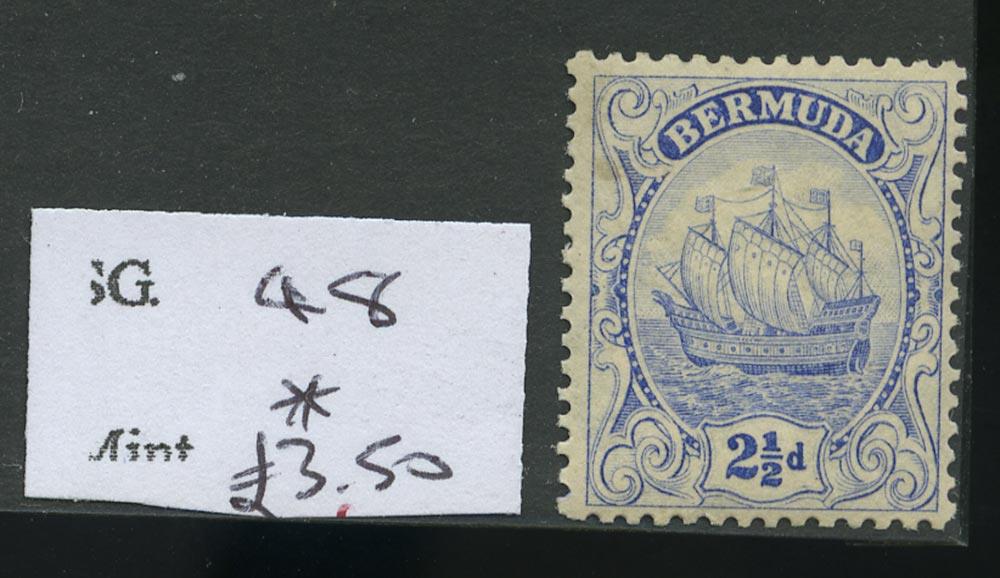 SG. 48
*
Mint £3.50
BERMUDA
2½d